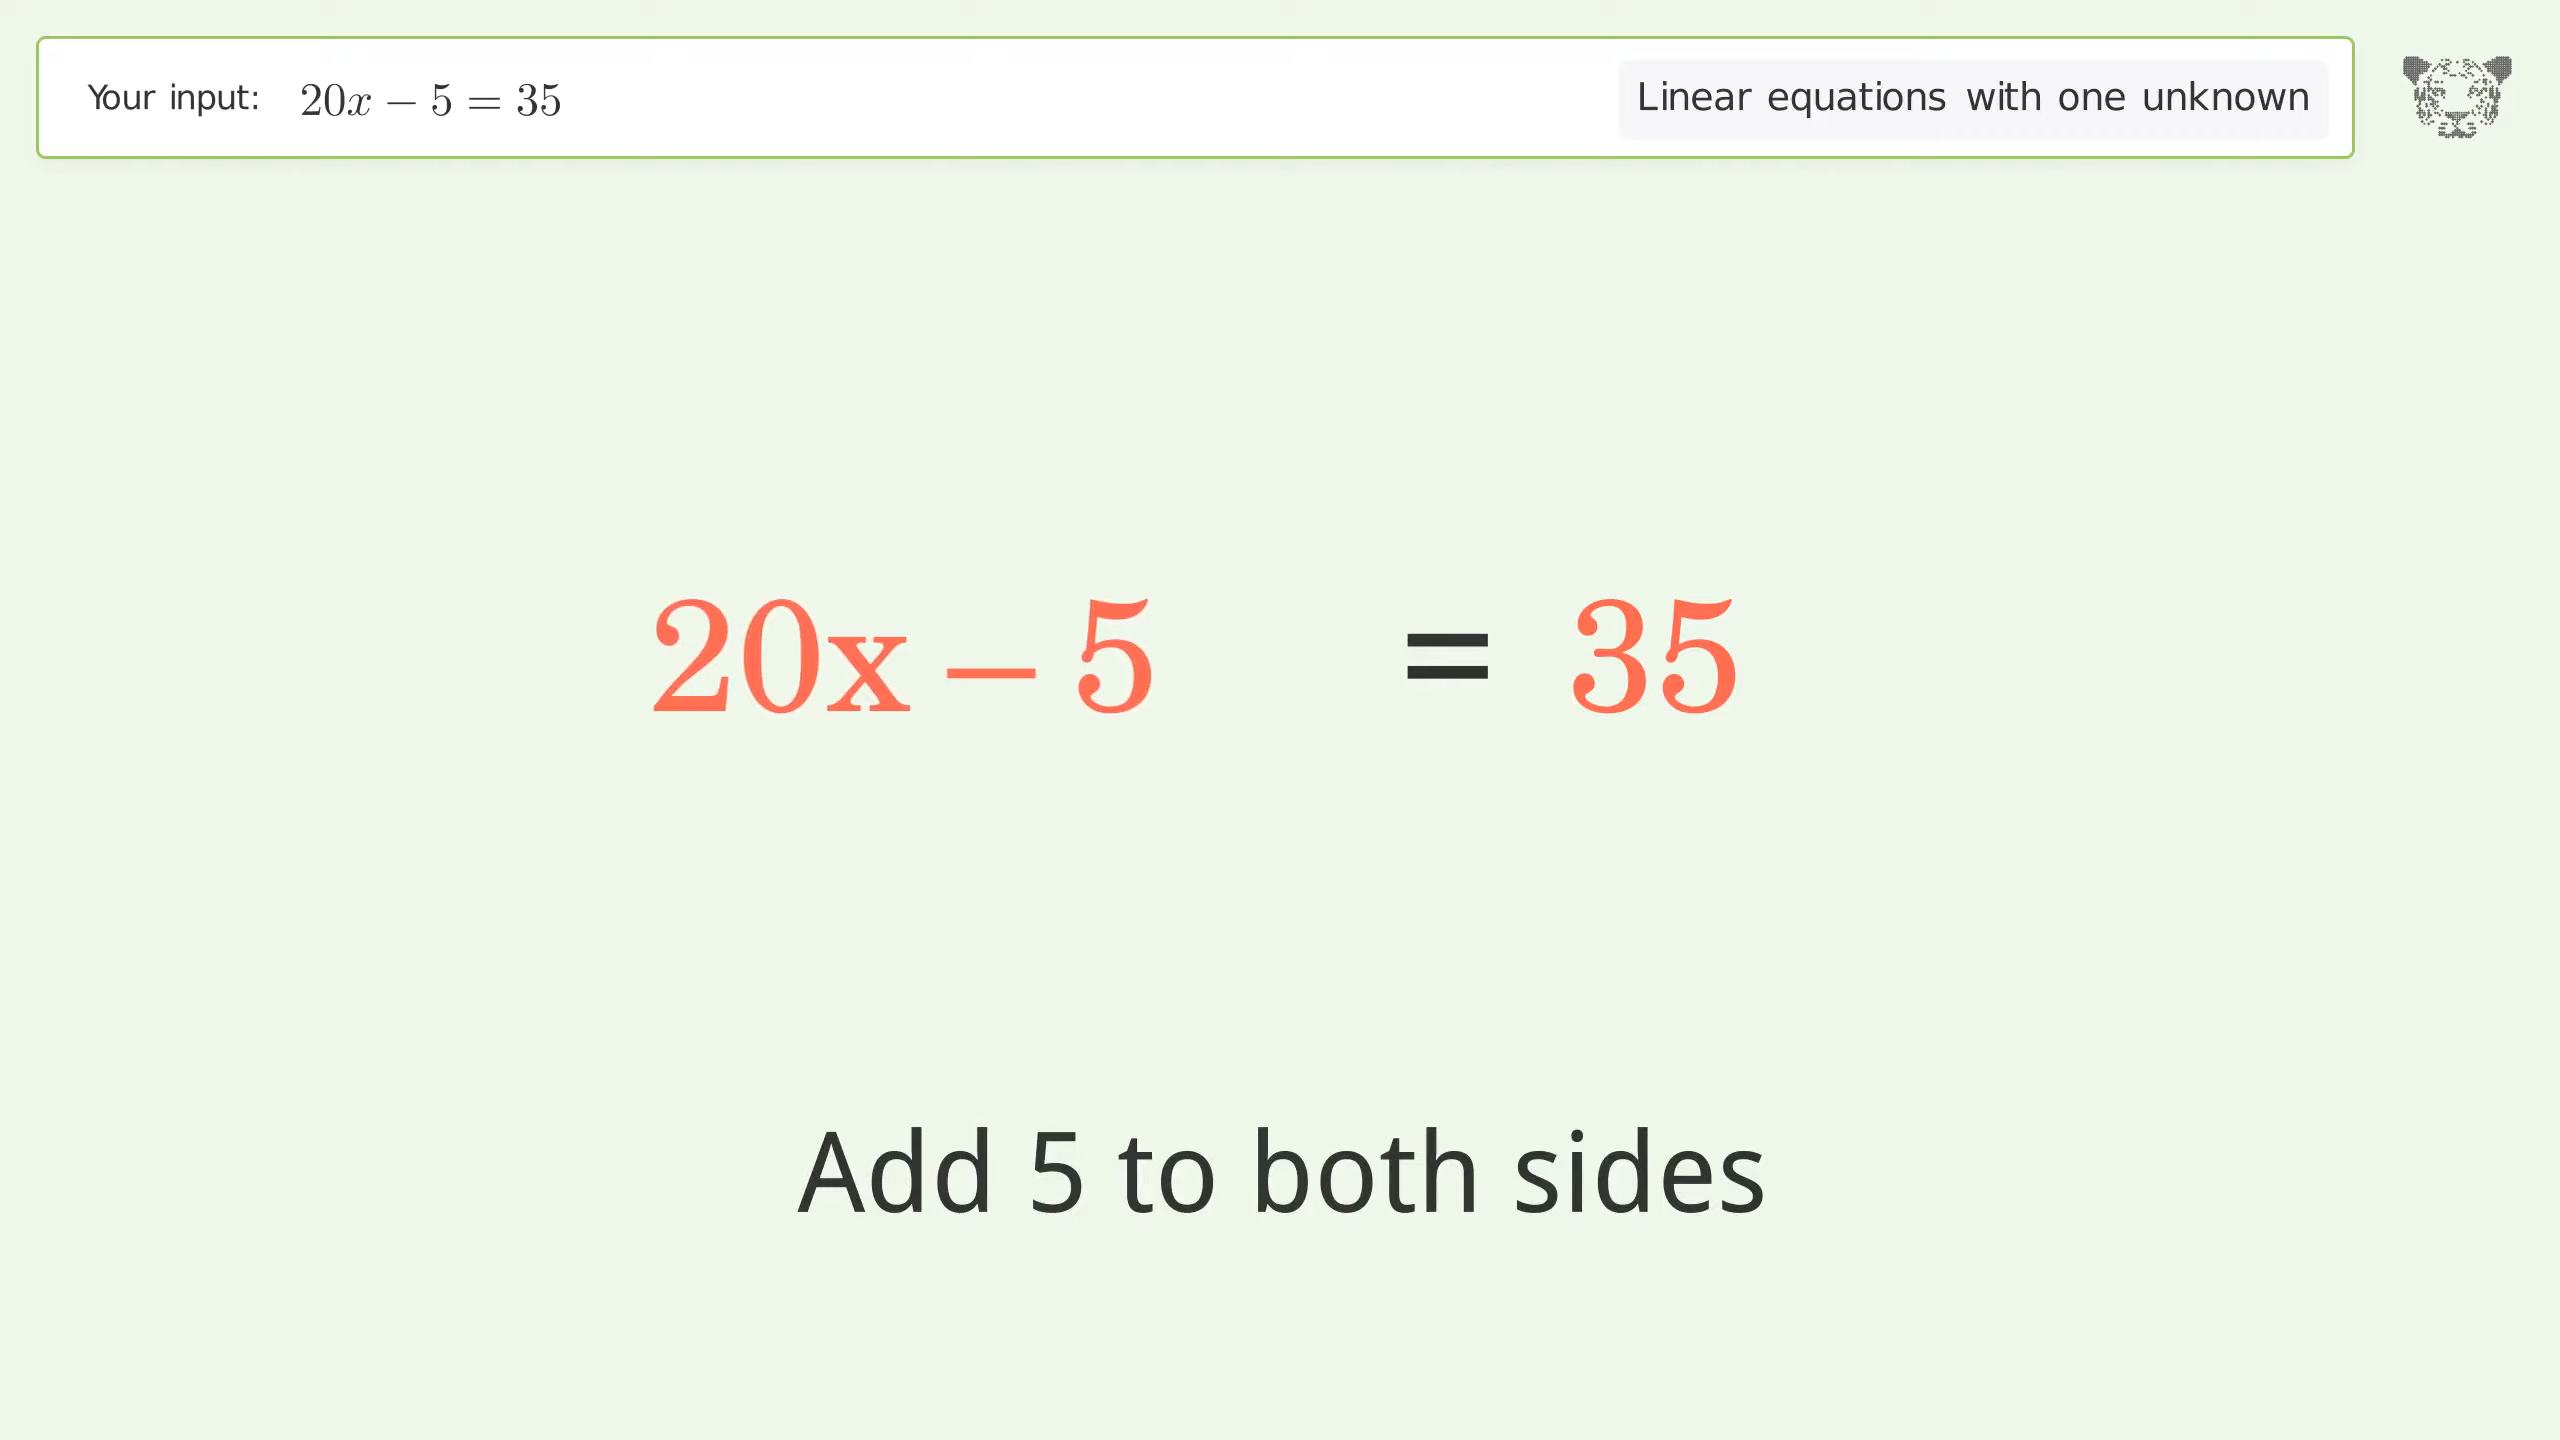 Your input: 20x − 5 = 35
Linear equations with one unknown
20x − 5 = 35
Add 5 to both sides